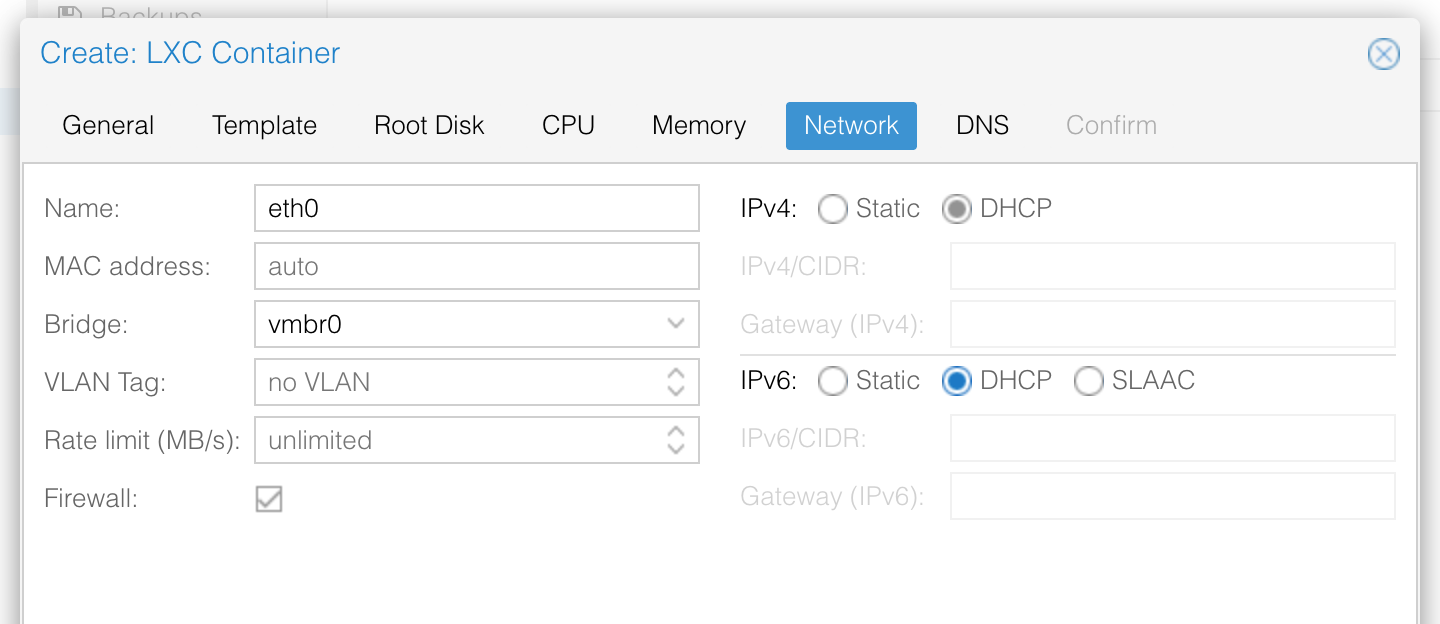 Backups
Create: LXC Container
General Template Root Disk CPU Memory Network DNS Confirm
Name: eth0
MAC address: auto
Bridge: vmbr0
VLAN Tag: no VLAN
Rate limit (MB/s): unlimited
Firewall:
IPv4: Static DHCP
IPv4/CIDR:
Gateway (IPv4):
IPv6: Static DHCP SLAAC
IPv6/CIDR:
Gateway (IPv6):